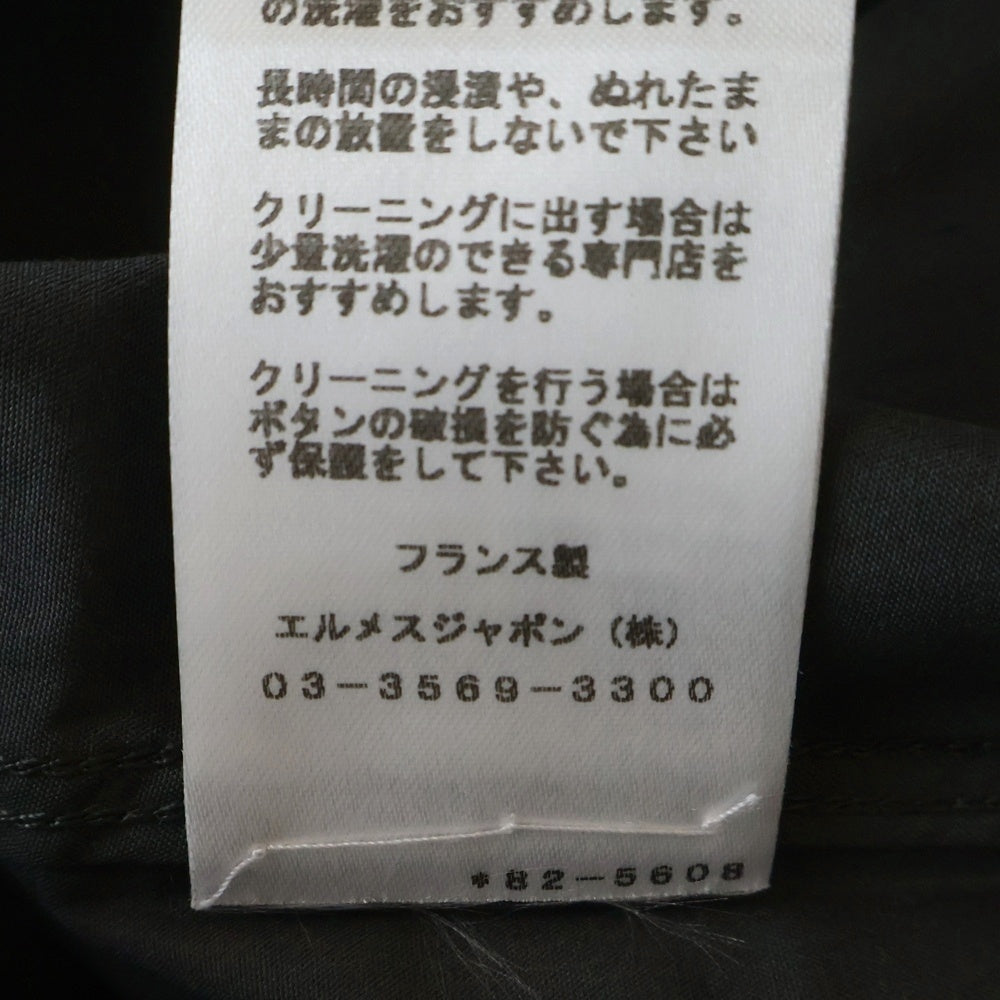 の洗濯をおすすめします。
長時間の浸漬や、ぬれたま
まの放置をしないで下さい
クリーニングに出す場合は
少量洗濯のできる専門店を
おすすめします。
クリーニングを行う場合は
ボタンの破損を防ぐ為に必
ず保護をして下さい。
フランス製
エルメスジャポン（株）
03-3569-3300
*82-5608